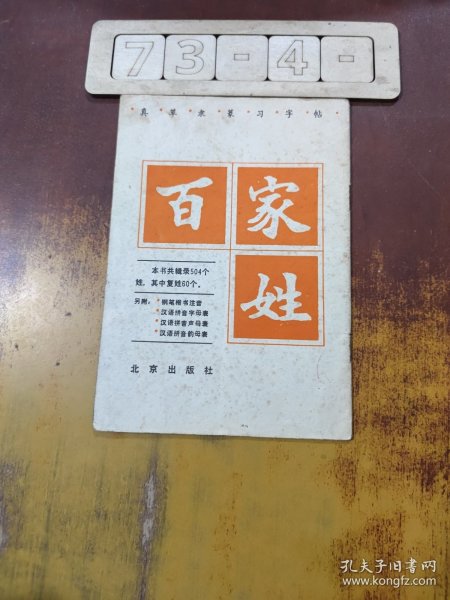 73-4-
真草隶篆习字帖
百家
姓
本书共辑录504个
姓，其中复姓60个。
另附：*钢笔楷书注音
*汉语拼音字母表
*汉语拼音声母表
*汉语拼音韵母表
北京出版社
孔夫子旧书网
www.kongfz.com